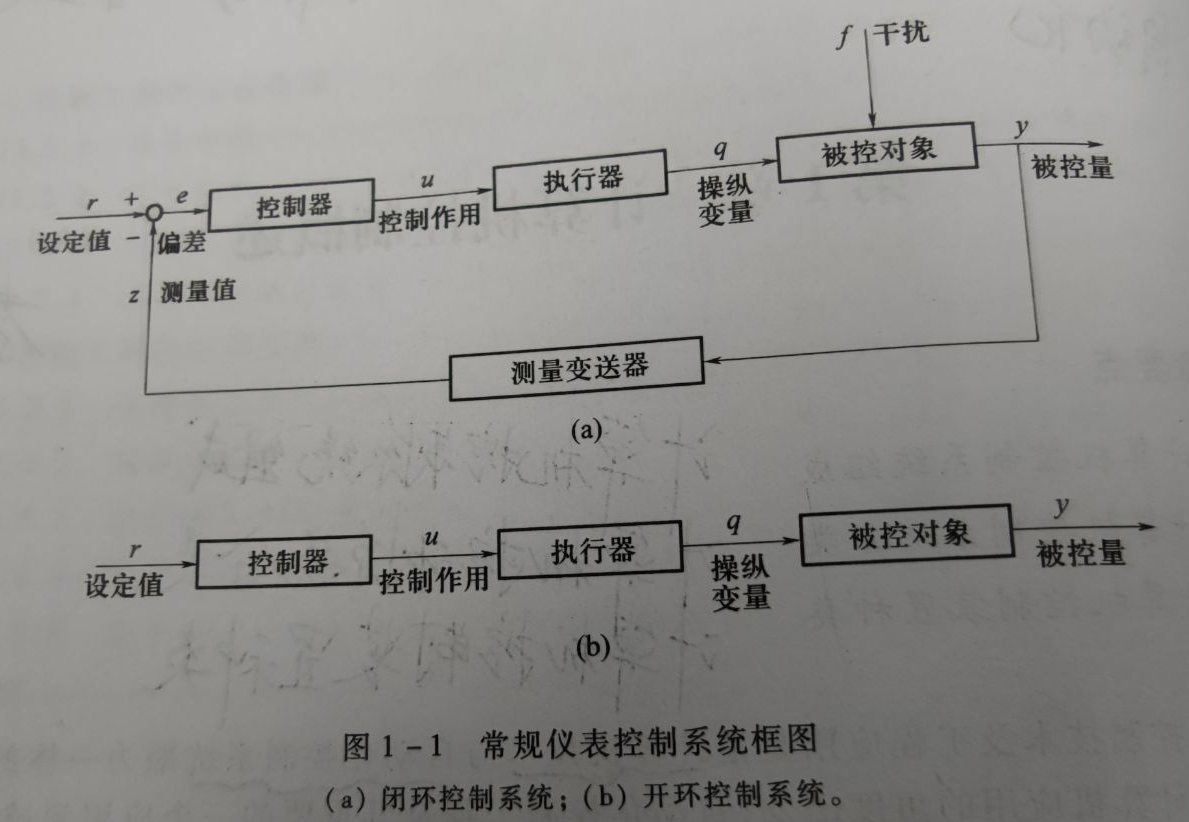 f 干扰
r + e 控制器 u 执行器 q 被控对象 y
设定值 - 偏差 控制作用 操纵变量 被控量
z 测量值
测量变送器
(a)
r 控制器 u 执行器 q 被控对象 y
设定值 控制作用 操纵变量 被控量
(b)
图 1-1 常规仪表控制系统框图
(a) 闭环控制系统；(b) 开环控制系统。